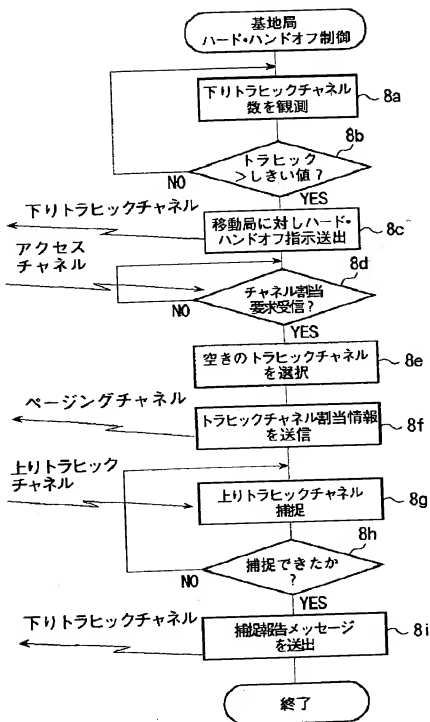 基地局
ハード・ハンドオフ制御
下りトラヒックチャネル
数を観測
8a
8b
トラヒック
>しきい値?
NO
YES
下りトラヒックチャネル
移動局に対しハード・
ハンドオフ指示送出
8c
アクセス
チャネル
8d
チャネル割当
要求受信?
NO
YES
空きのトラヒックチャネル
を選択
8e
ページングチャネル
トラヒックチャネル割当情報
を送信
8f
上りトラヒック
チャネル
上りトラヒックチャネル
捕捉
8g
8h
捕捉できたか
?
NO
YES
下りトラヒックチャネル
捕捉報告メッセージ
を送出
8i
終了